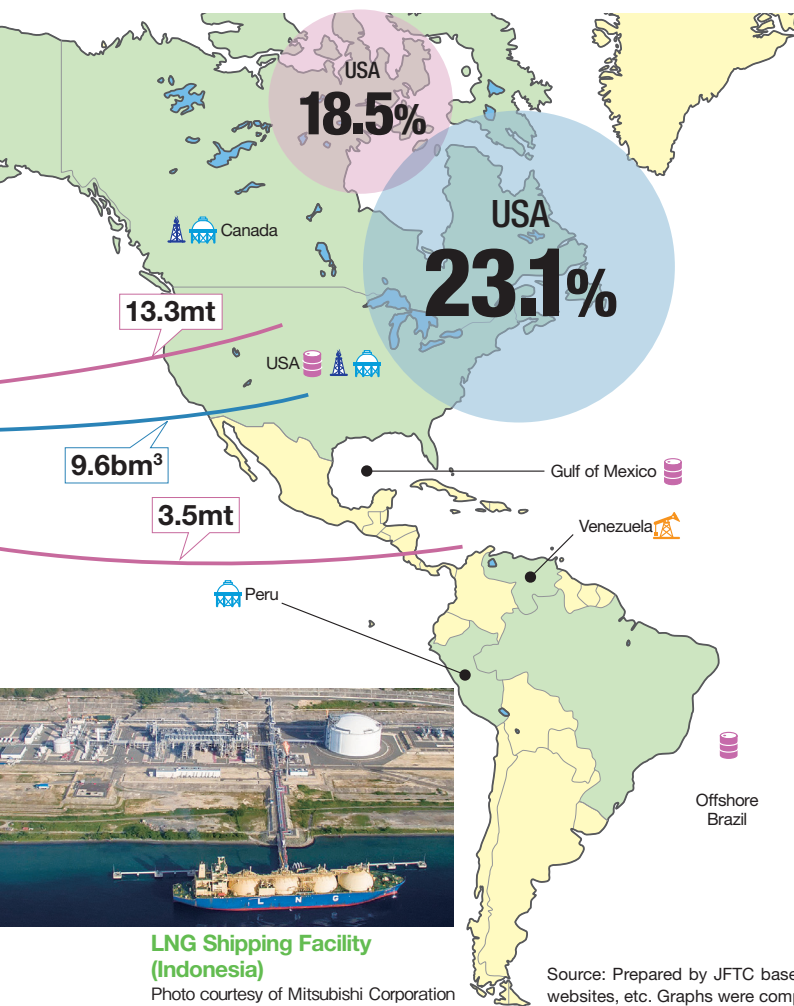 USA
18.5%
USA
23.1%
Canada
13.3mt
USA
9.6bm³
Gulf of Mexico
3.5mt
Venezuela
Peru
Offshore
Brazil
L N G
LNG Shipping Facility
(Indonesia)
Photo courtesy of Mitsubishi Corporation
Source: Prepared by JFTC base
websites, etc. Graphs were com